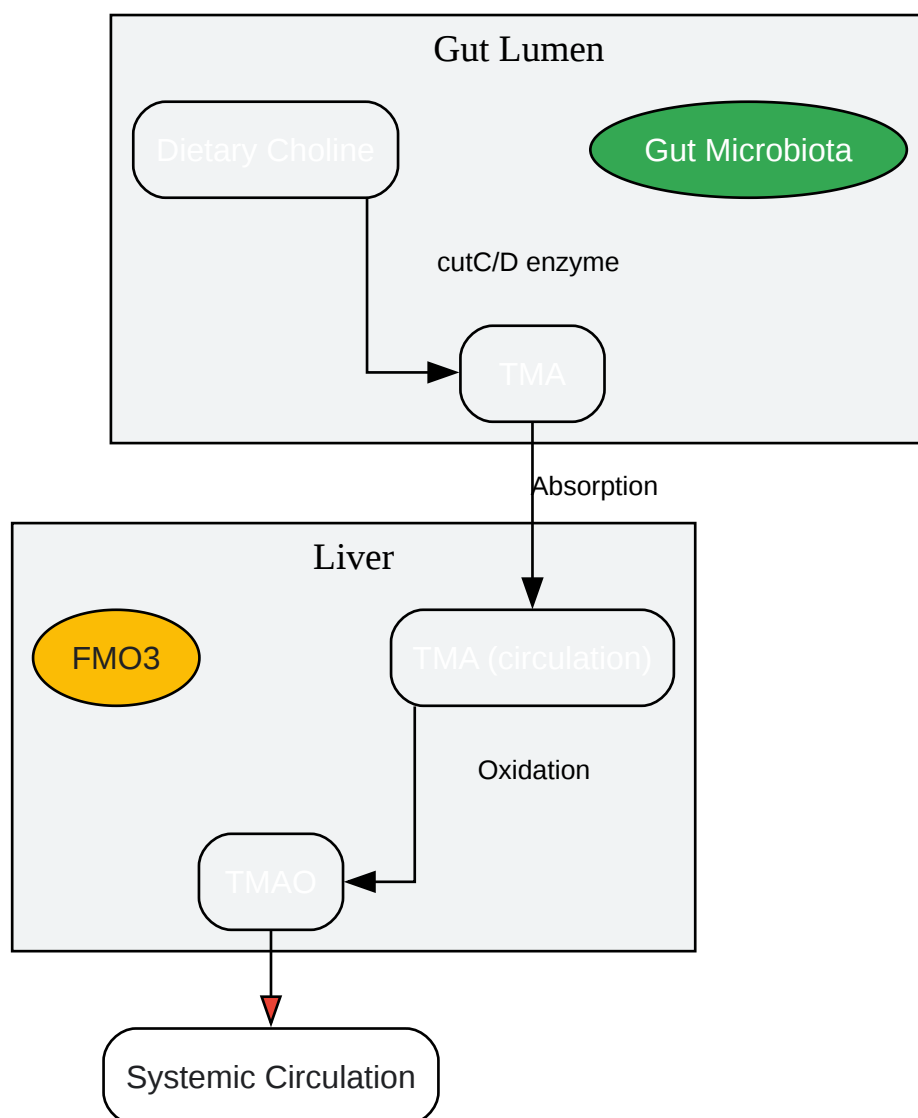 Gut Lumen
Dietary Choline
Gut Microbiota
cutC/D enzyme
TMA
Absorption
Liver
FMO3
TMA (circulation)
Oxidation
TMAO
Systemic Circulation